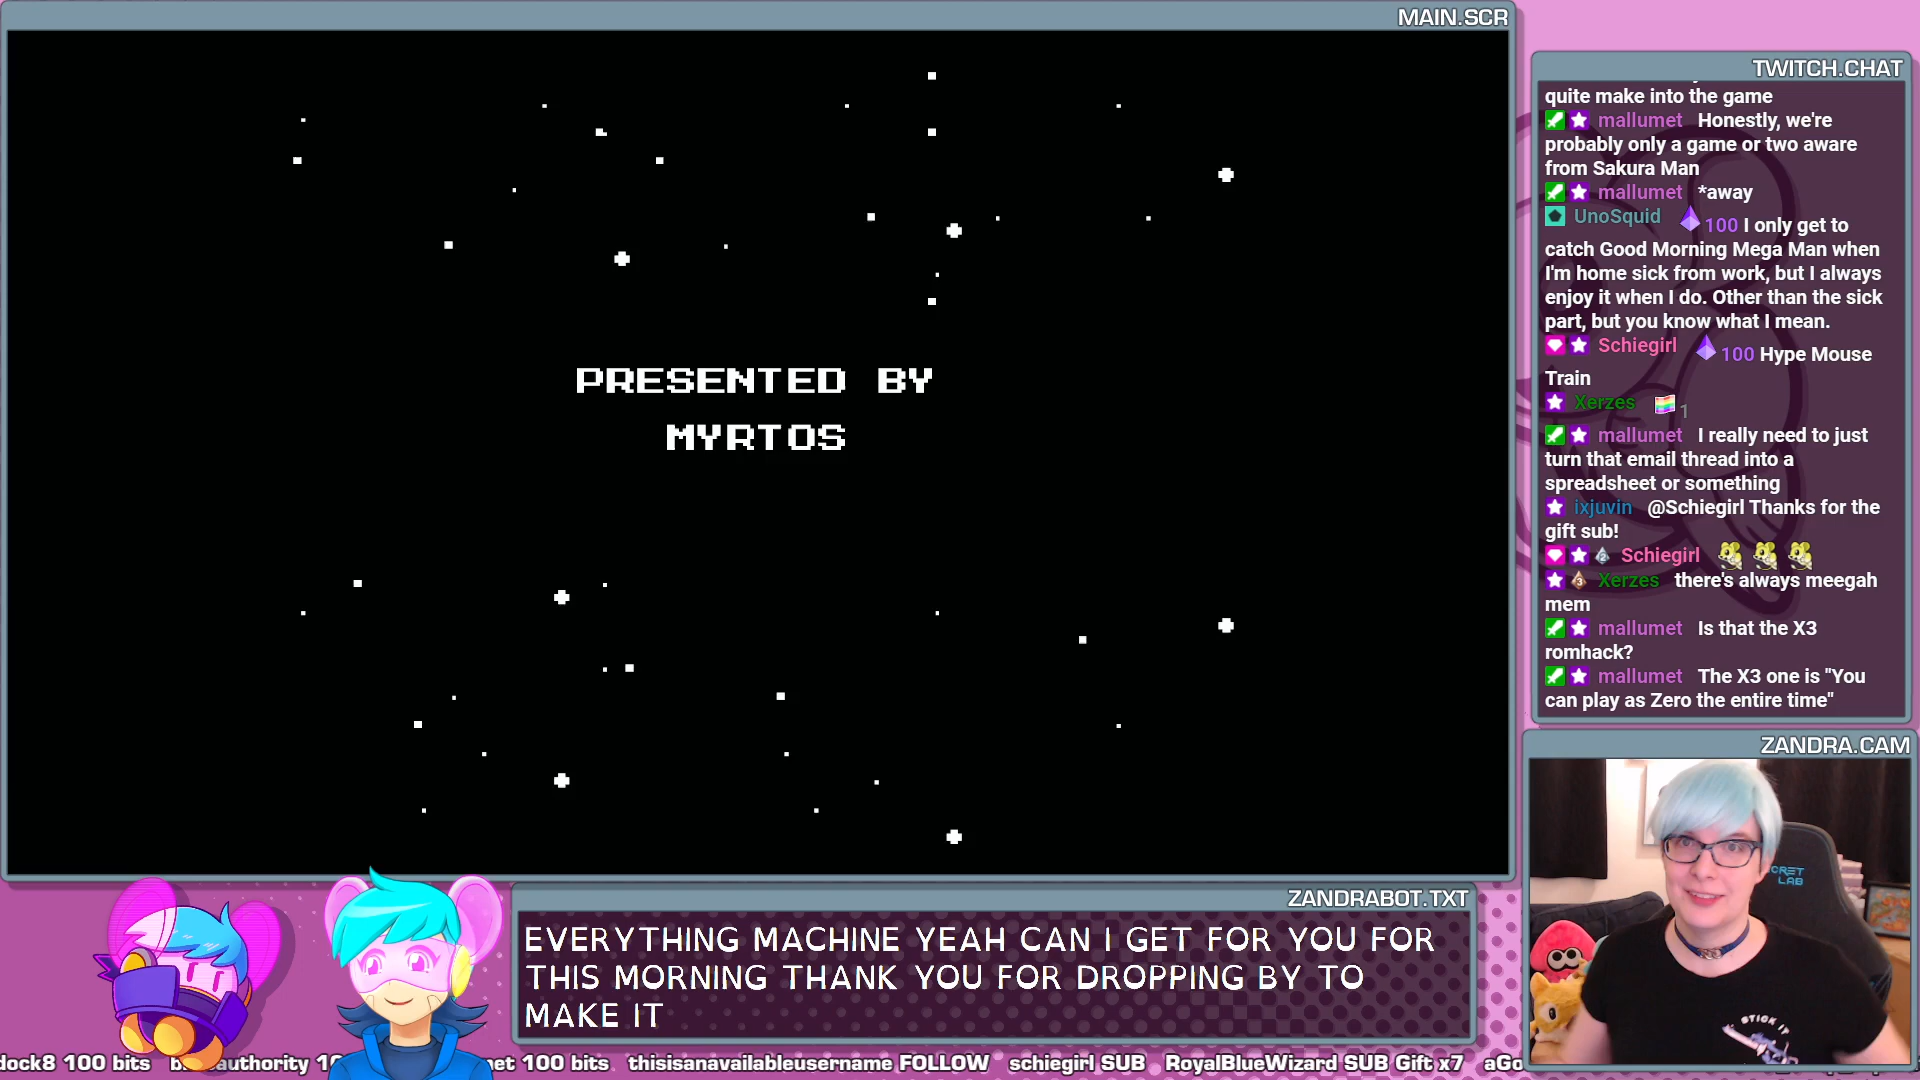 MAIN.SCR
PRESENTED BY
MYRTOS
TWITCH.CHAT
quite make into the game
mallumet Honestly, we're
probably only a game or two aware
from Sakura Man
mallumet *away
UnoSquid 100 I only get to
catch Good Morning Mega Man when
I'm home sick from work, but I always
enjoy it when I do. Other than the sick
part, but you know what I mean.
Schiegirl 100 Hype Mouse
Train
Xerzes 1
mallumet I really need to just
turn that email thread into a
spreadsheet or something
ixjuvin @Schiegirl Thanks for the
gift sub!
Schiegirl
Xerzes there's always meegah
mem
mallumet Is that the X3
romhack?
mallumet The X3 one is "You
can play as Zero the entire time"
ZANDRA.CAM
CRET
LAB
STICK IT
ZANDRABOT.TXT
EVERYTHING MACHINE YEAH CAN I GET FOR YOU FOR
THIS MORNING THANK YOU FOR DROPPING BY TO
MAKE IT
dock8 100 bits authority 10 et 100 bits thisisanavailableusername FOLLOW schiegirl SUB RoyalBlueWizard SUB Gift x7 aGo